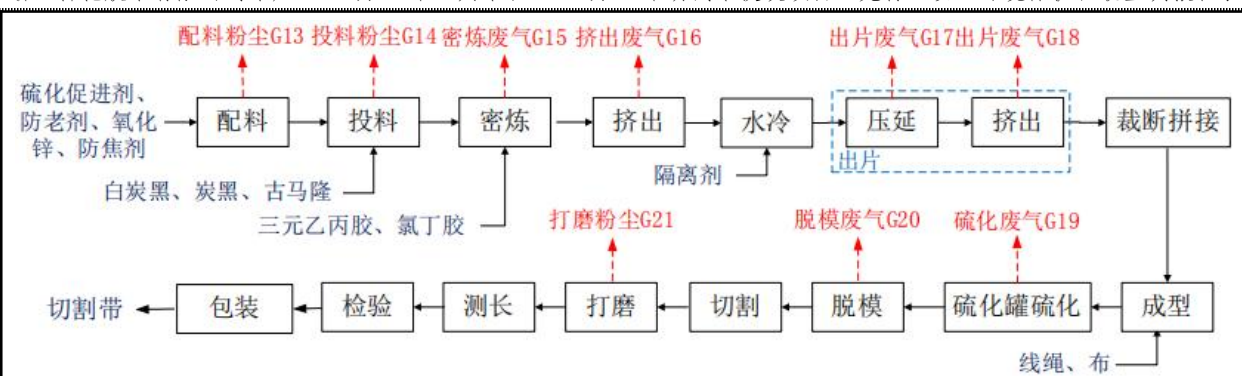 配料粉尘G13 投料粉尘G14 密炼废气G15 挤出废气G16 出片废气G17 出片废气G18
硫化促进剂、
防老剂、氧化
锌、防焦剂
配料 投料 密炼 挤出 水冷 压延 挤出 裁断拼接
出片
隔离剂
白炭黑、炭黑、古马隆
三元乙丙胶、氯丁胶
打磨粉尘G21 脱模废气G20 硫化废气G19
切割带 包装 检验 测长 打磨 切割 脱模 硫化罐硫化 成型
线绳、布